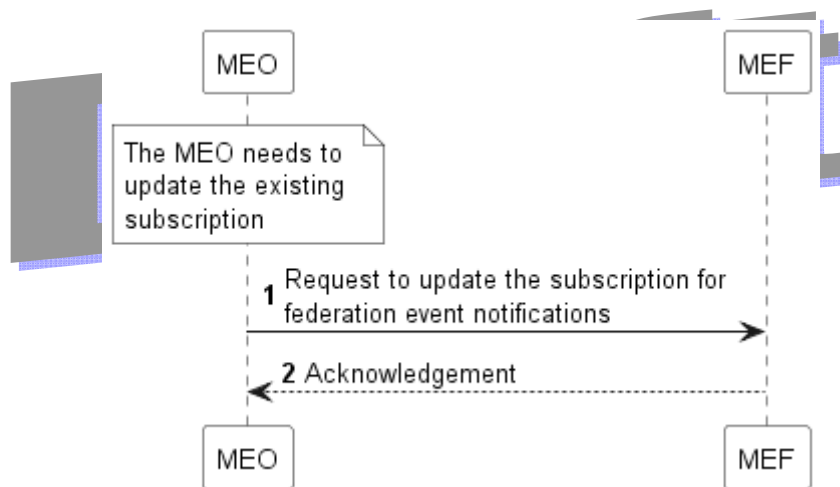 MEO
MEF
The MEO needs to
update the existing
subscription
1 Request to update the subscription for
federation event notifications
2 Acknowledgement
MEO
MEF